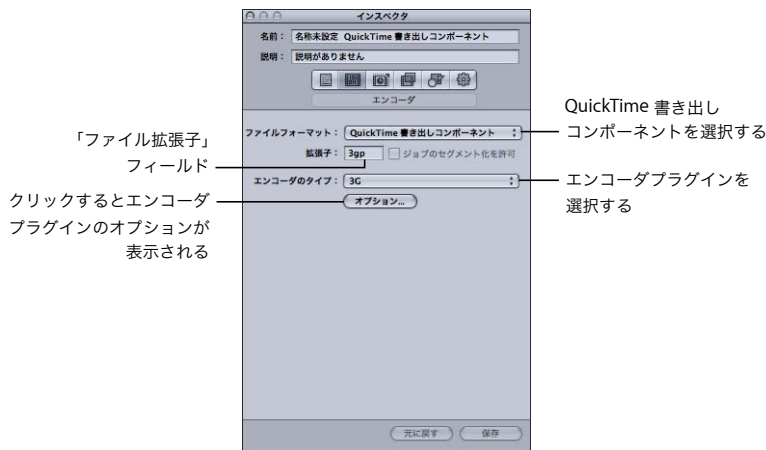 インスペクタ
名前： 名称未設定 QuickTime 書き出しコンポーネント
説明： 説明がありません
エンコーダ
ファイルフォーマット： QuickTime 書き出しコンポーネント
拡張子： 3gp ジョブのセグメント化を許可
エンコーダのタイプ： 3G
オプション...
元に戻す 保存
「ファイル拡張子」
フィールド
クリックするとエンコーダ
プラグインのオプションが
表示される
QuickTime 書き出し
コンポーネントを選択する
エンコーダプラグインを
選択する